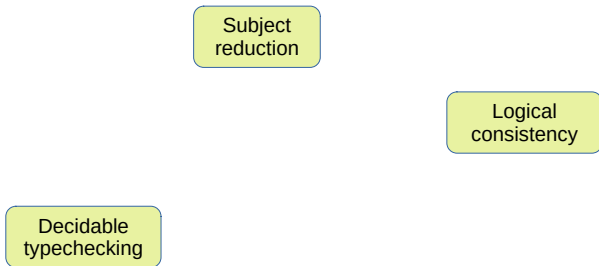 Subject
reduction
Logical
consistency
Decidable
typechecking